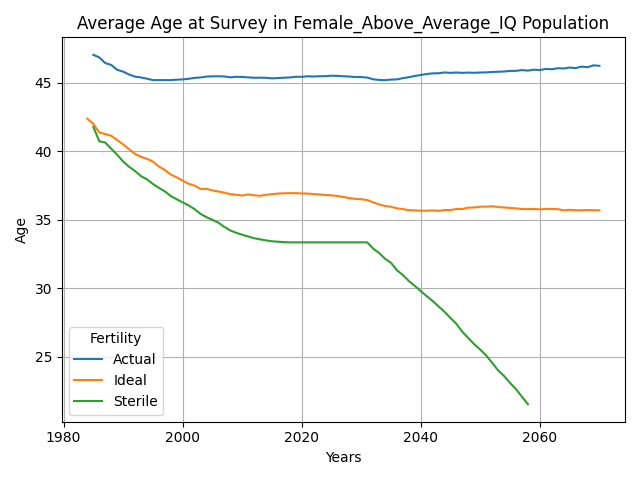 Average Age at Survey in Female_Above_Average_IQ Population
Age
45
40
35
30
25
Fertility
Actual
Ideal
Sterile
1980
2000
2020
2040
2060
Years